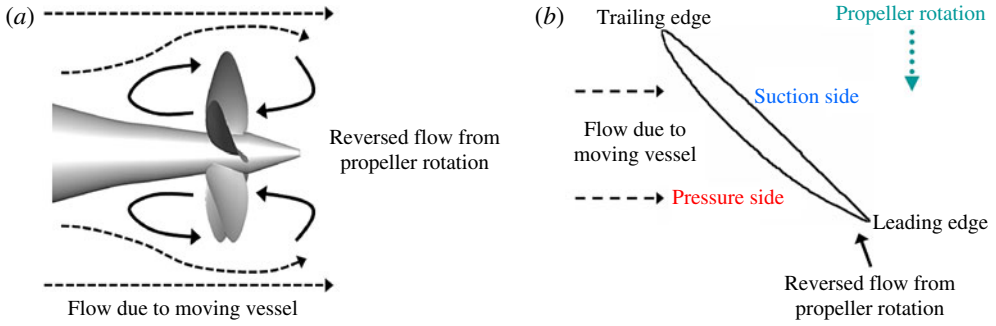 (a)
Reversed flow from
propeller rotation
Flow due to moving vessel
(b)
Trailing edge
Propeller rotation
Suction side
Flow due to
moving vessel
Pressure side
Leading edge
Reversed flow from
propeller rotation